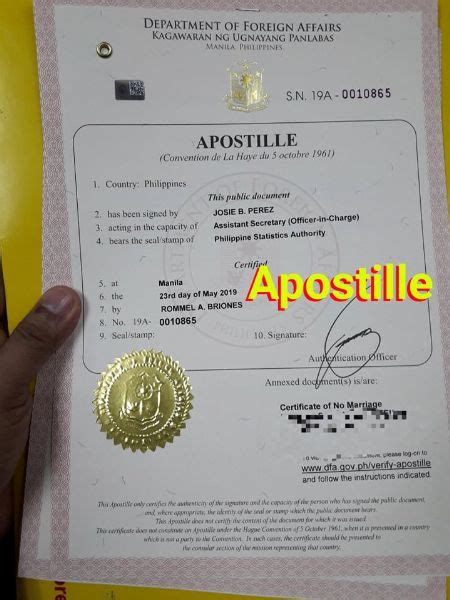 DEPARTMENT OF FOREIGN AFFAIRS
KAGAWARAN NG UGNAYANG PANLABAS
MANILA, PHILIPPINES
S.N. 19A - 0010865
APOSTILLE
(Convention de La Haye du 5 octobre 1961)
1. Country: Philippines
This public document
2. has been signed by JOSIE B. PEREZ
3. acting in the capacity of Assistant Secretary (Officer-in-Charge)
4. bears the seal/stamp of Philippine Statistics Authority
Certified
5. at Manila
6. the 23rd day of May 2019
7. by ROMMEL A. BRIONES
8. No. 19A- 0010865
9. Seal/stamp: 10. Signature:
Apostille
Authentication Officer
Annexed document(s) is/are:
Certificate of No Marriage
please log-on to
www.dfa.gov.ph/verify-apostille
and follow the instructions indicated.
This Apostille only certifies the authenticity of the signature and the capacity of the person who has signed the public document,
and, where appropriate, the identity of the seal or stamp which the public document bears.
This Apostille does not certify the content of the document for which it was issued.
This certificate does not constitute an Apostille under the Hague Convention of 5 October 1961, when it is presented in a country
which is not a party to the Convention. In such cases, the certificate should be presented to
the consular section of the mission representing that country.